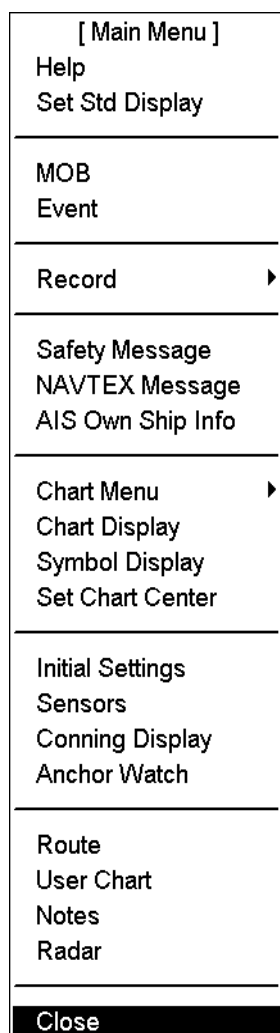 [ Main Menu ]
Help
Set Std Display
MOB
Event
Record
Safety Message
NAVTEX Message
AIS Own Ship Info
Chart Menu
Chart Display
Symbol Display
Set Chart Center
Initial Settings
Sensors
Conning Display
Anchor Watch
Route
User Chart
Notes
Radar
Close